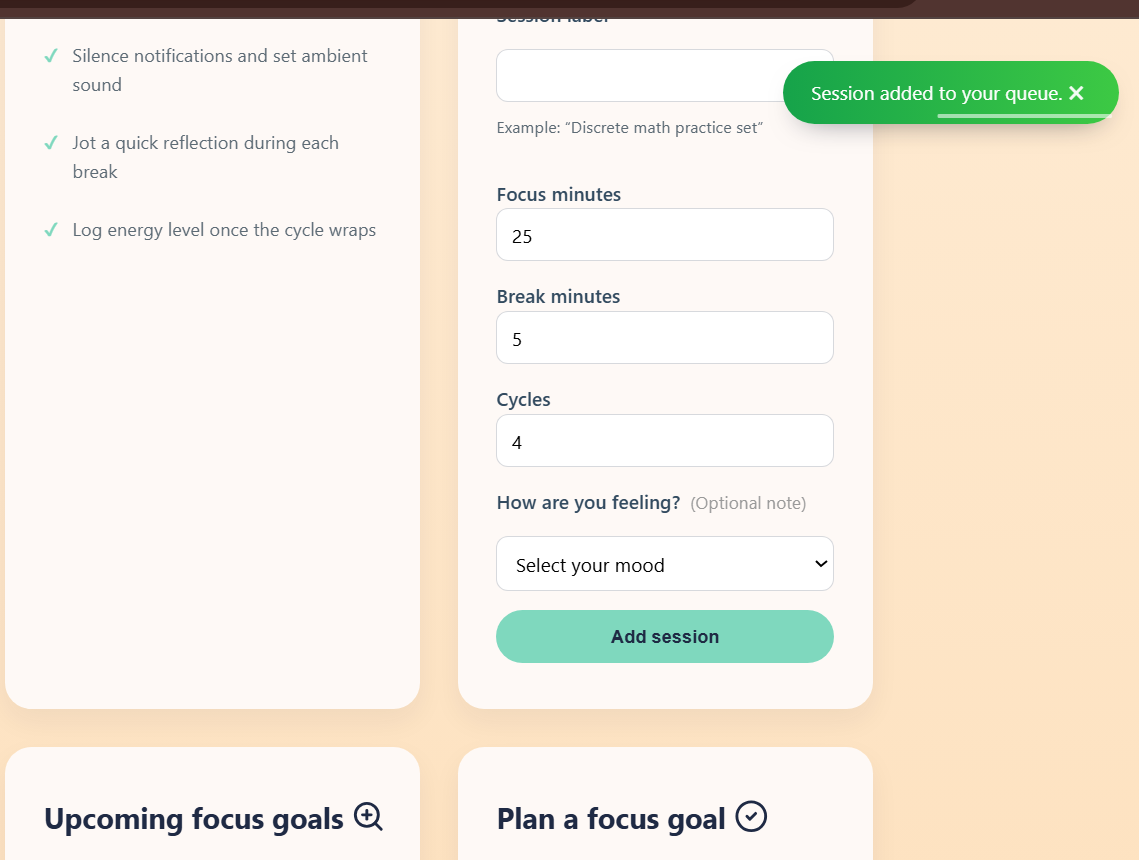 Silence notifications and set ambient
sound
Jot a quick reflection during each
break
Log energy level once the cycle wraps
Session label
Session added to your queue. ✕
Example: “Discrete math practice set”
Focus minutes
25
Break minutes
5
Cycles
4
How are you feeling? (Optional note)
Select your mood
Add session
Upcoming focus goals
Plan a focus goal